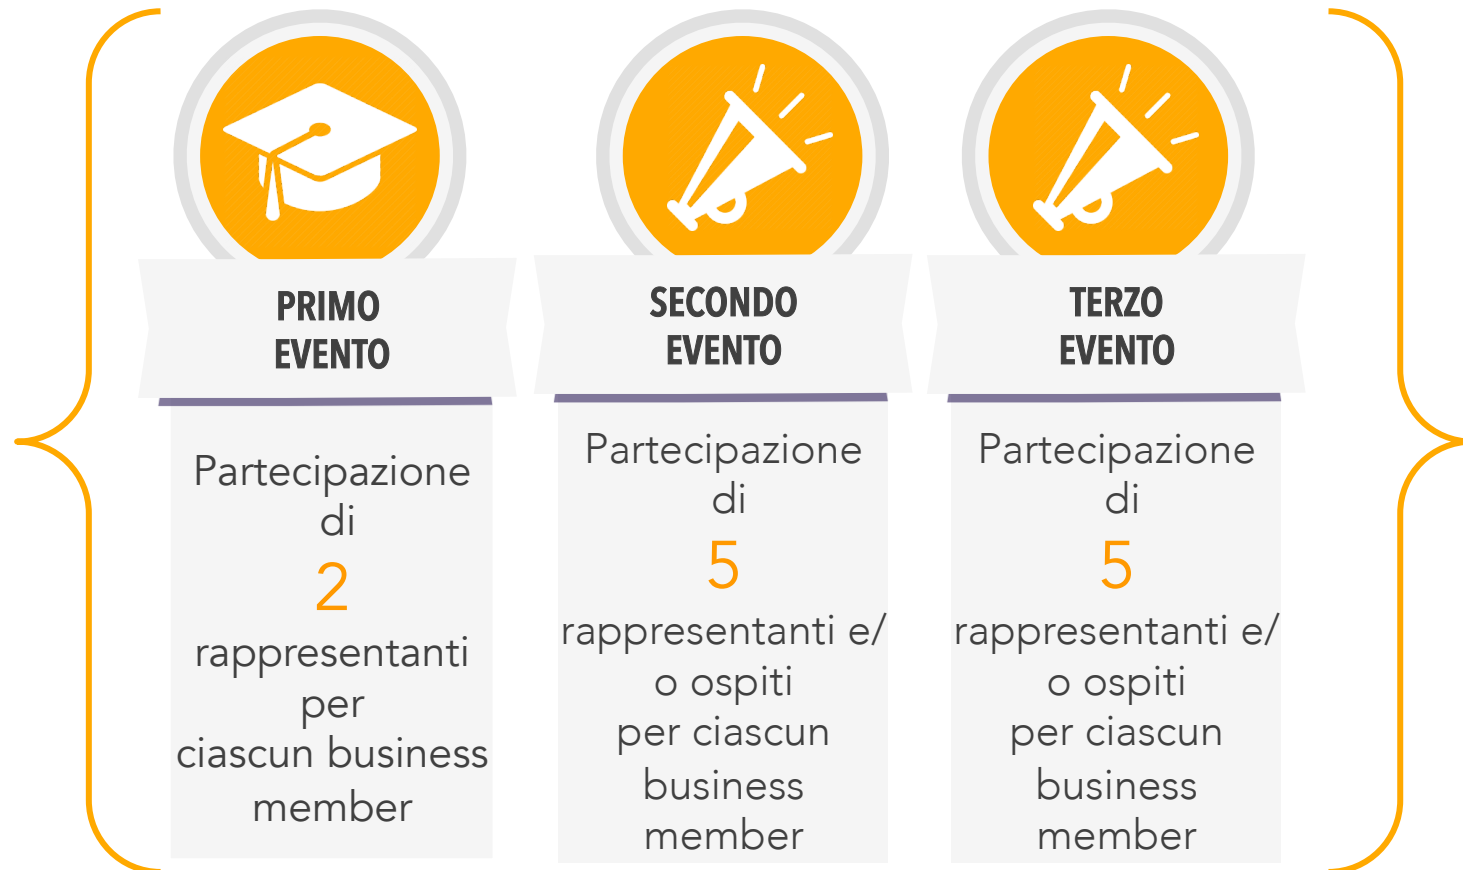 PRIMO
EVENTO
Partecipazione
di
2
rappresentanti
per
ciascun business
member
SECONDO
EVENTO
Partecipazione
di
5
rappresentanti e/
o ospiti
per ciascun
business
member
TERZO
EVENTO
Partecipazione
di
5
rappresentanti e/
o ospiti
per ciascun
business
member